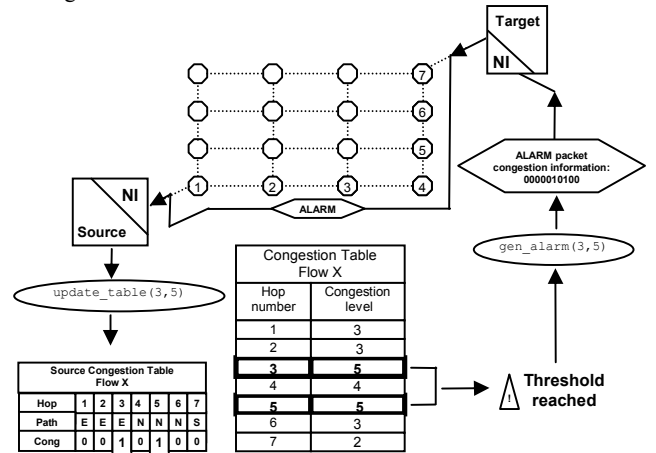 Target
NI
7
6
5
1
2
3
4
ALARM packet
congestion information:
0000010100
NI
Source
ALARM
gen_alarm(3,5)
update_table(3,5)
Congestion Table
Flow X
Hop number Congestion level
1 3
2 3
3 5
4 4
5 5
6 3
7 2
! Threshold
reached
Source Congestion Table
Flow X
Hop 1 2 3 4 5 6 7
Path E E E N N N S
Cong 0 0 1 0 1 0 0